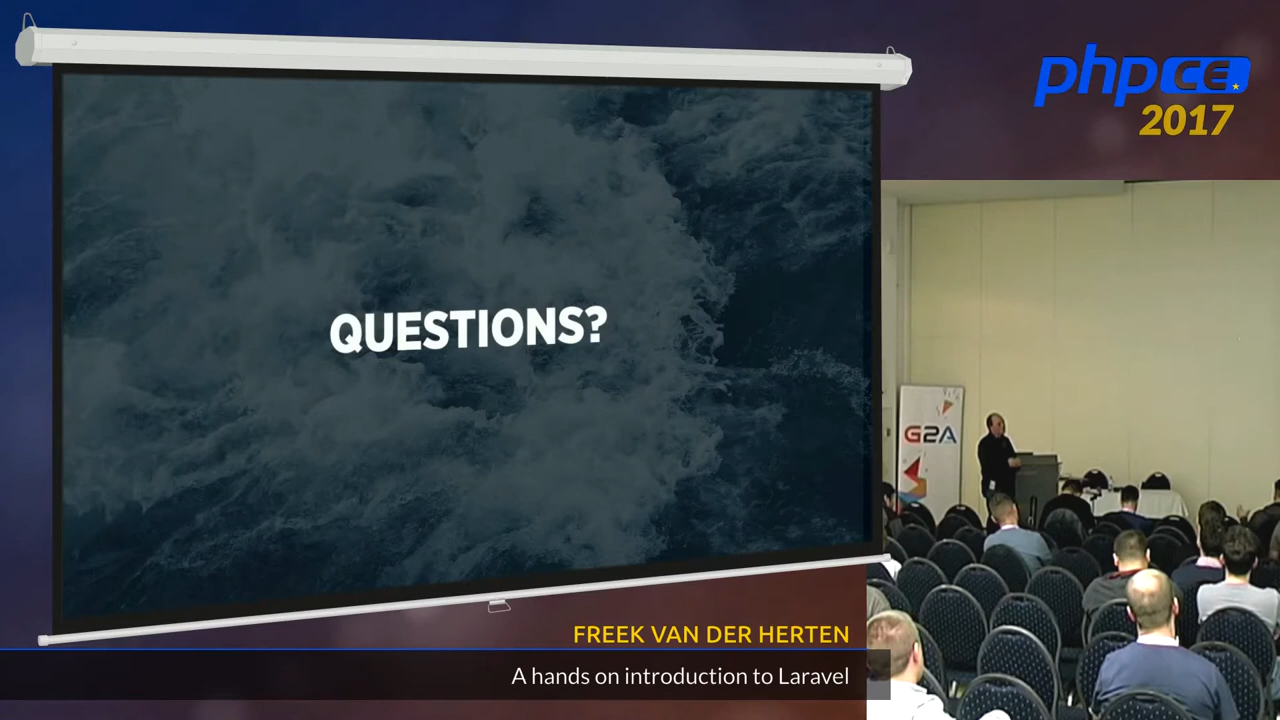 phpCE
2017
QUESTIONS?
G2A
FREEK VAN DER HERTEN
A hands on introduction to Laravel